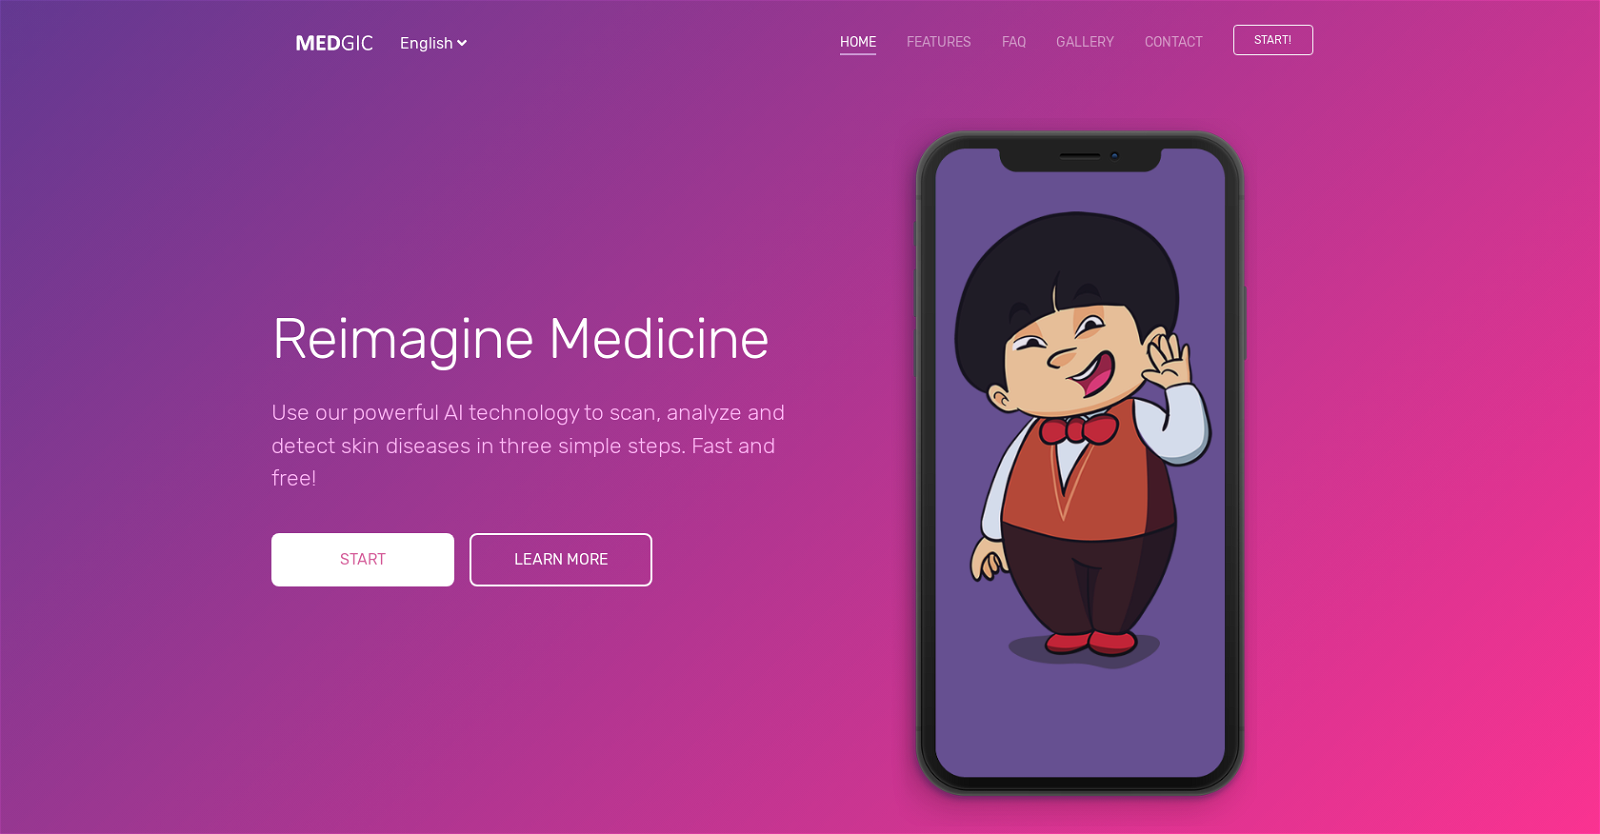 MEDGIC
English
HOME
FEATURES
FAQ
GALLERY
CONTACT
START!
Reimagine Medicine
Use our powerful AI technology to scan, analyze and
detect skin diseases in three simple steps. Fast and
free!
START
LEARN MORE